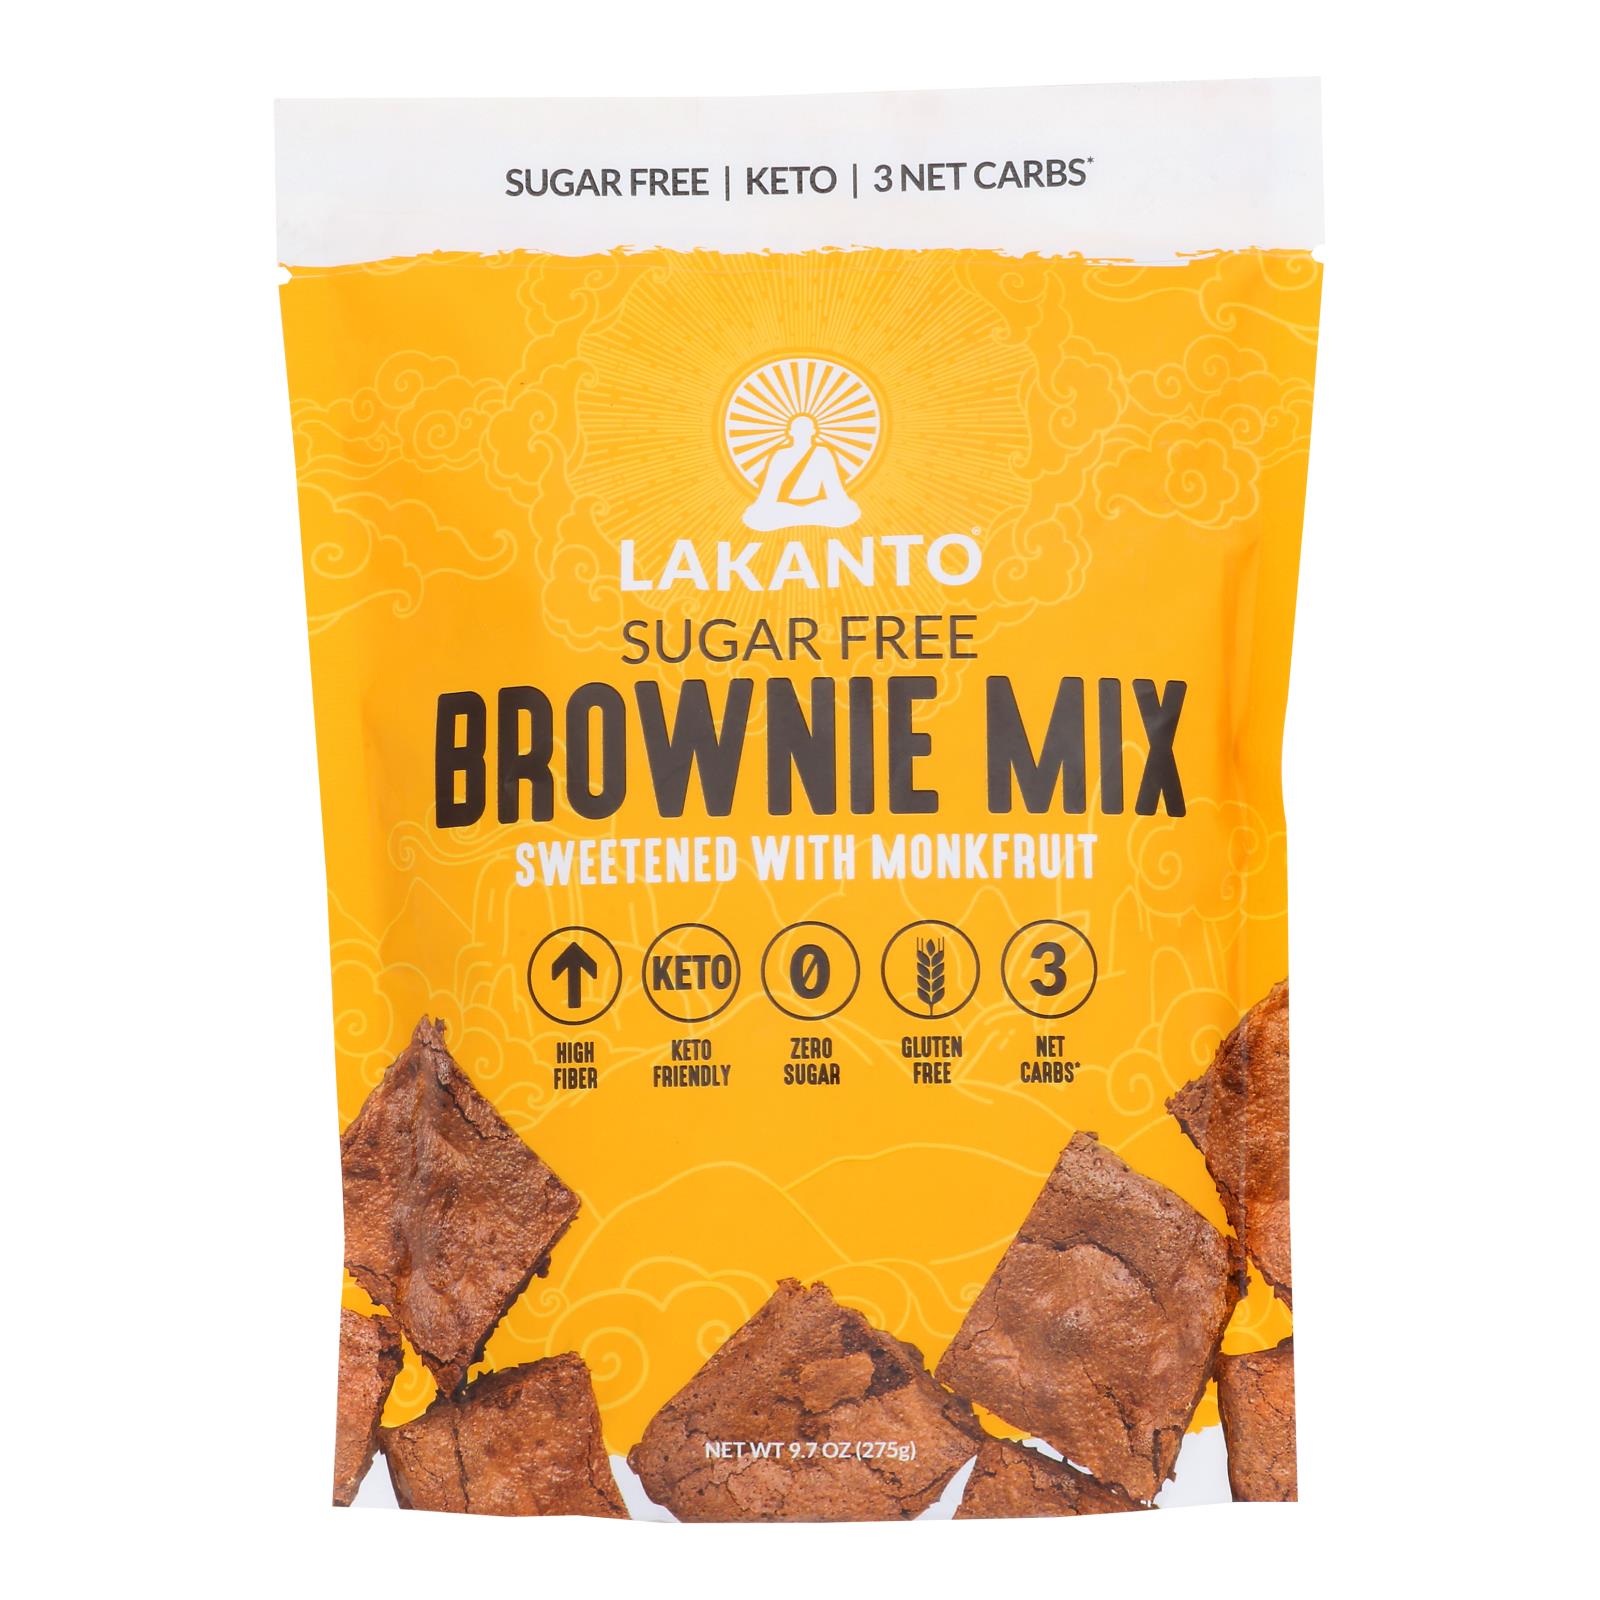 SUGAR FREE | KETO | 3 NET CARBS*
LAKANTO®
SUGAR FREE
BROWNIE MIX
SWEETENED WITH MONKFRUIT
KETO 0 3
HIGH FIBER
KETO FRIENDLY
ZERO SUGAR
GLUTEN FREE
NET CARBS*
NET WT 9.7 OZ (275g)